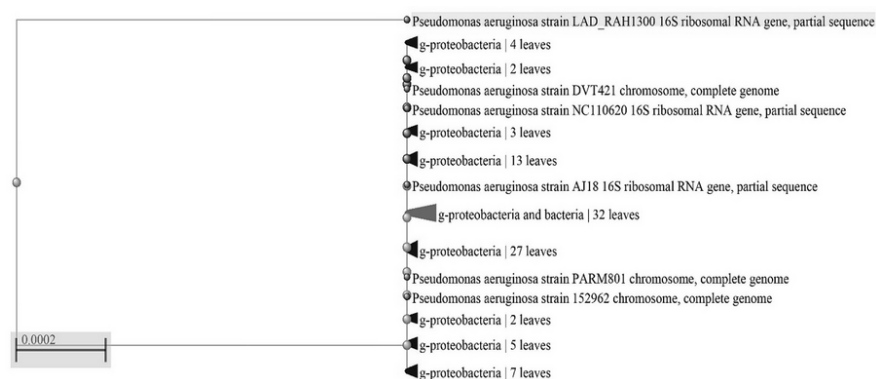 Pseudomonas aeruginosa strain LAD_RAH1300 16S ribosomal RNA gene, partial sequence
g-proteobacteria | 4 leaves
g-proteobacteria | 2 leaves
Pseudomonas aeruginosa strain DVT421 chromosome, complete genome
Pseudomonas aeruginosa strain NC110620 16S ribosomal RNA gene, partial sequence
g-proteobacteria | 3 leaves
g-proteobacteria | 13 leaves
Pseudomonas aeruginosa strain AJ18 16S ribosomal RNA gene, partial sequence
g-proteobacteria and bacteria | 32 leaves
g-proteobacteria | 27 leaves
Pseudomonas aeruginosa strain PARM801 chromosome, complete genome
Pseudomonas aeruginosa strain 152962 chromosome, complete genome
g-proteobacteria | 2 leaves
0.0002
g-proteobacteria | 5 leaves
g-proteobacteria | 7 leaves